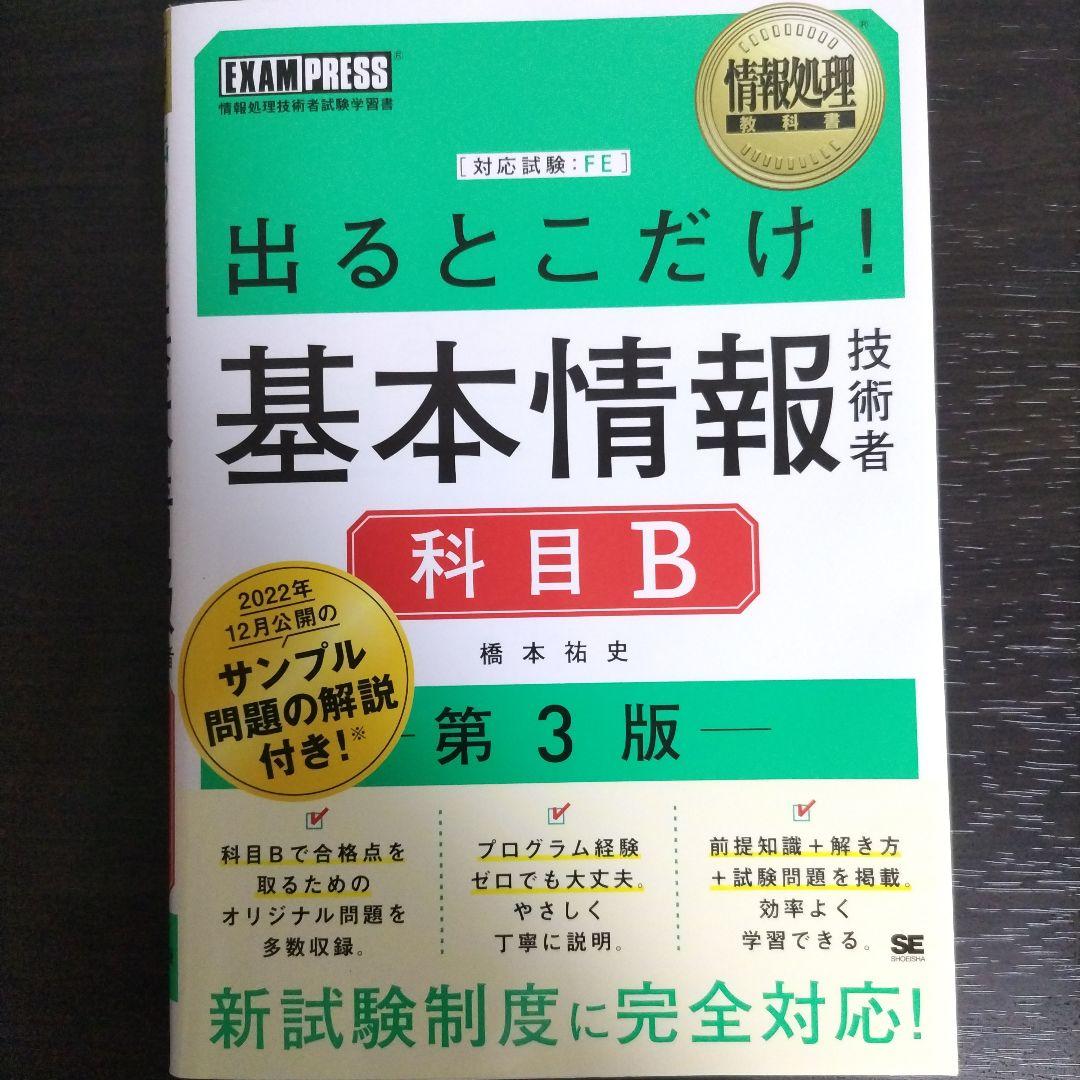 EXAMPRESS®
情報処理技術者試験学習書
情報処理®
教科書
[対応試験:FE]
出るとこだけ!
基本情報
技術者
科目B
橋本祐史
2022年
12月公開の
サンプル
問題の解説
付き!※
第3版
科目Bで合格点を
取るための
オリジナル問題を
多数収録。
プログラム経験
ゼロでも大丈夫。
やさしく
丁寧に説明。
前提知識+解き方
+試験問題を掲載。
効率よく
学習できる。
SE
SHOEISHA
新試験制度に完全対応!